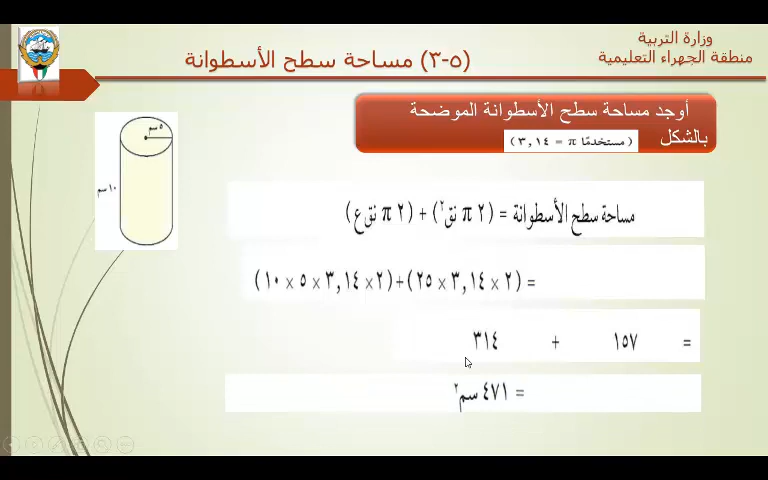 وزارة التربية
منطقة الجهراء التعليمية
(٥-٣) مساحة سطح الأسطوانة
أوجد مساحة سطح الأسطوانة الموضحة
بالشكل (مستخدمًا π = ٣,١٤)
٥ سم
١٠ سم
مساحة سطح الأسطوانة = (٢ π نق٢) + (٢ π نق ع)
= (٢ × ٣,١٤ × ٢٥)+(٢ × ٣,١٤ × ٥ × ١٠)
= ١٥٧ + ٣١٤
= ٤٧١ سم٢